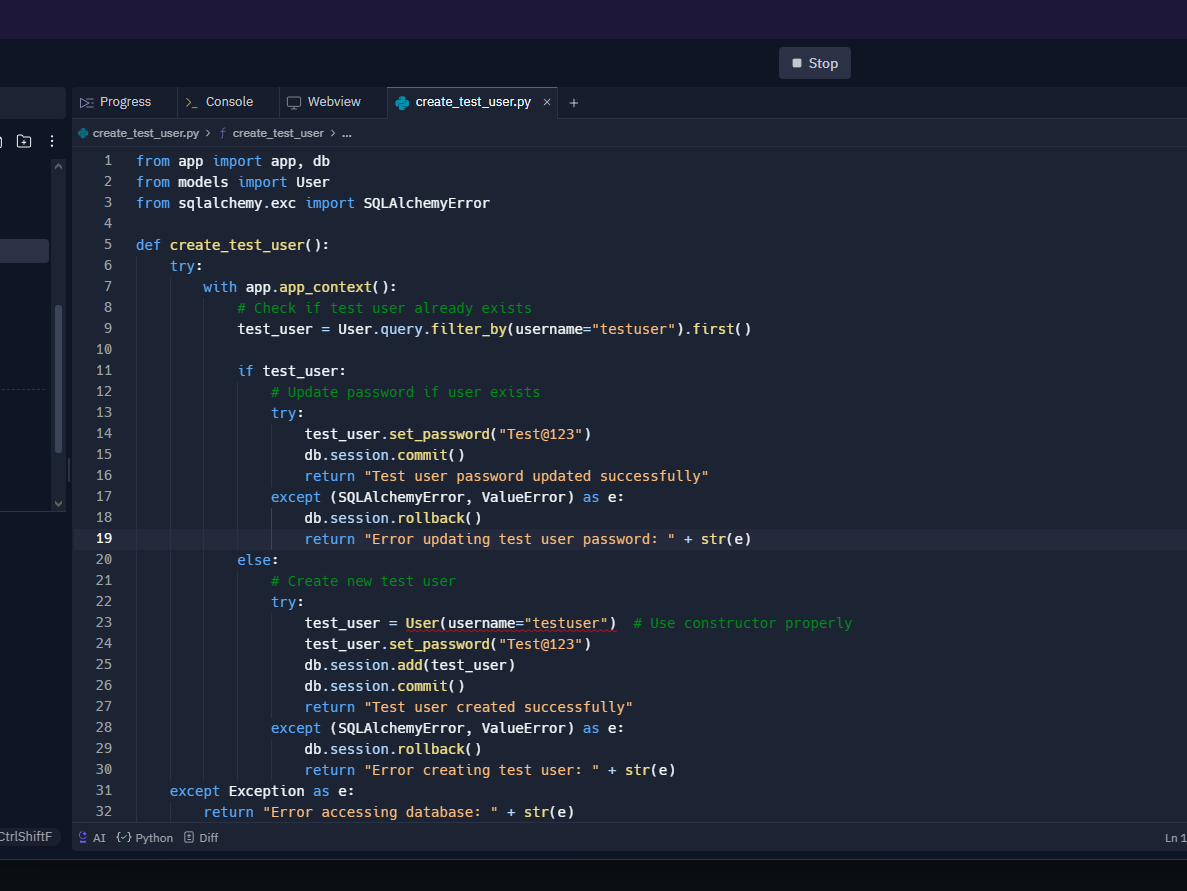 Stop
Progress
Console
Webview
create_test_user.py × +
create_test_user.py > f create_test_user > ...
1 from app import app, db
2 from models import User
3 from sqlalchemy.exc import SQLAlchemyError
4
5 def create_test_user():
6 try:
7 with app.app_context():
8 # Check if test user already exists
9 test_user = User.query.filter_by(username="testuser").first()
10
11 if test_user:
12 # Update password if user exists
13 try:
14 test_user.set_password("Test@123")
15 db.session.commit()
16 return "Test user password updated successfully"
17 except (SQLAlchemyError, ValueError) as e:
18 db.session.rollback()
19 return "Error updating test user password: " + str(e)
20 else:
21 # Create new test user
22 try:
23 test_user = User(username="testuser")  # Use constructor properly
24 test_user.set_password("Test@123")
25 db.session.add(test_user)
26 db.session.commit()
27 return "Test user created successfully"
28 except (SQLAlchemyError, ValueError) as e:
29 db.session.rollback()
30 return "Error creating test user: " + str(e)
31 except Exception as e:
32 return "Error accessing database: " + str(e)
CtrlShiftF
AI Python Diff
Ln 1